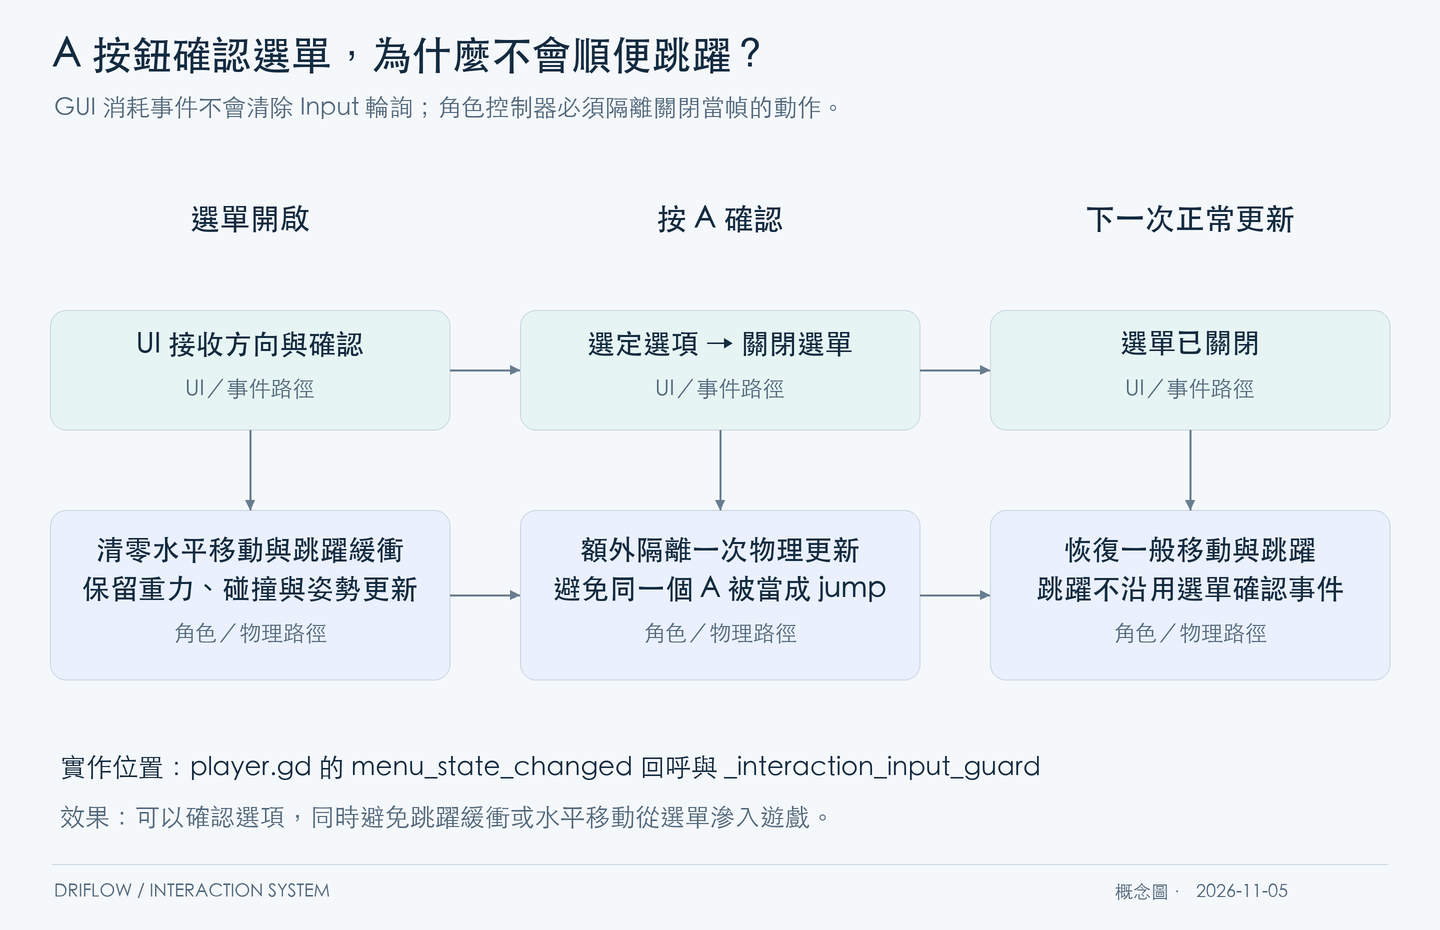 A 按鈕確認選單，為什麼不會順便跳躍？
GUI 消耗事件不會清除 Input 輪詢；角色控制器必須隔離關閉當幀的動作。
選單開啟
按 A 確認
下一次正常更新
UI 接收方向與確認
UI／事件路徑
選定選項 → 關閉選單
UI／事件路徑
選單已關閉
UI／事件路徑
清零水平移動與跳躍緩衝
保留重力、碰撞與姿勢更新
角色／物理路徑
額外隔離一次物理更新
避免同一個 A 被當成 jump
角色／物理路徑
恢復一般移動與跳躍
跳躍不沿用選單確認事件
角色／物理路徑
實作位置：player.gd 的 menu_state_changed 回呼與 _interaction_input_guard
效果：可以確認選項，同時避免跳躍緩衝或水平移動從選單滲入遊戲。
DRIFLOW / INTERACTION SYSTEM
概念圖 · 2026-11-05